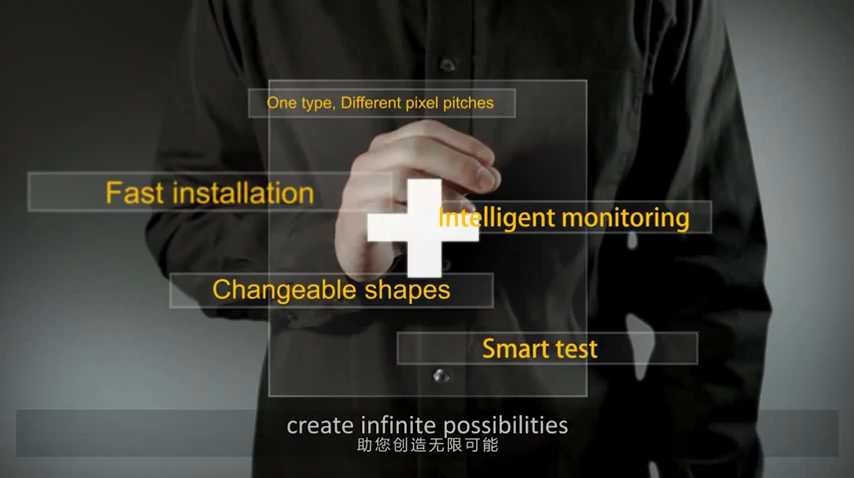 One type, Different pixel pitches
Fast installation
Intelligent monitoring
Changeable shapes
Smart test
create infinite possibilities
助您创造无限可能